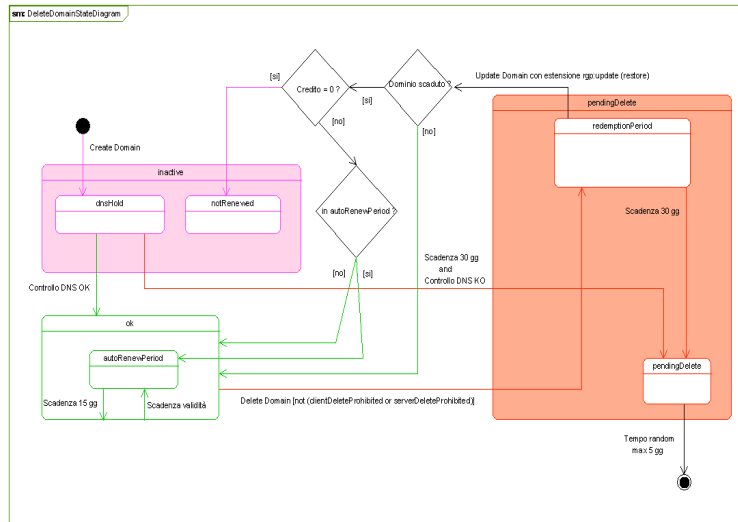 sm: DeleteDomainStateDiagram
Update Domain con estensione rgp:update (restore)
[si]
Credito = 0 ?
Dominio scaduto ?
[si]
pendingDelete
[no]
[no]
redemptionPeriod
Create Domain
inactive
dnsHold
notRenewed
in autoRenewPeriod ?
Scadenza 30 gg
Scadenza 30 gg
and
Controllo DNS KO
[no]
[si]
Controllo DNS OK
ok
autoRenewPeriod
pendingDelete
Scadenza 15 gg
Scadenza validità
Delete Domain [not (clientDeleteProhibited or serverDeleteProhibited)]
Tempo random
max 5 gg